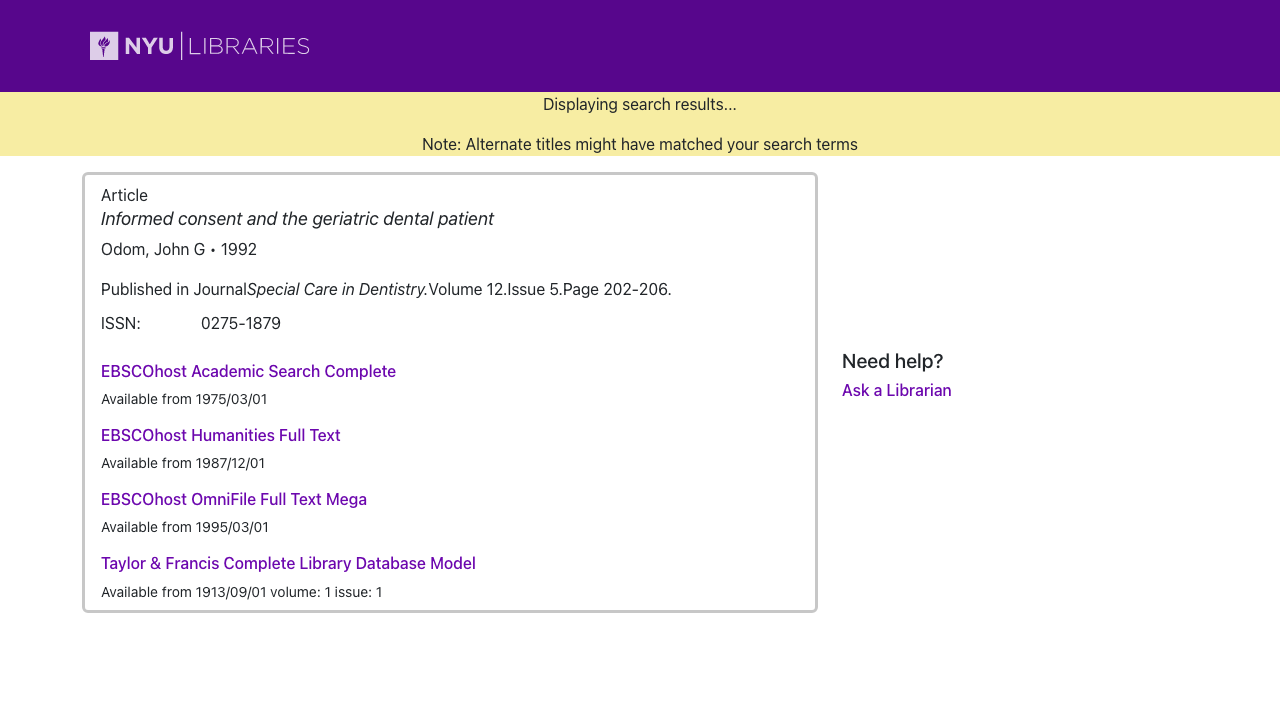 NYU LIBRARIES
Displaying search results...
Note: Alternate titles might have matched your search terms
Article
Informed consent and the geriatric dental patient
Odom, John G • 1992
Published in JournalSpecial Care in Dentistry.Volume 12.Issue 5.Page 202-206.
ISSN: 0275-1879
EBSCOhost Academic Search Complete
Available from 1975/03/01
EBSCOhost Humanities Full Text
Available from 1987/12/01
EBSCOhost OmniFile Full Text Mega
Available from 1995/03/01
Taylor & Francis Complete Library Database Model
Available from 1913/09/01 volume: 1 issue: 1
Need help?
Ask a Librarian